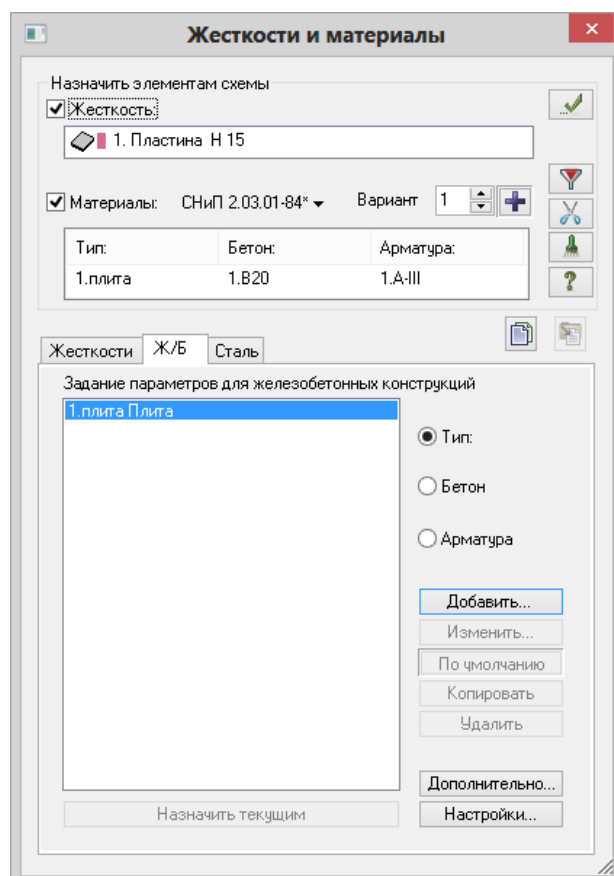 Жесткости и материалы
Назначить элементам схемы
Жесткость:
1. Пластина H 15
Материалы: СНиП 2.03.01-84* Вариант 1
Тип: Бетон: Арматура:
1.плита 1.B20 1.A-III
Жесткости Ж/Б Сталь
Задание параметров для железобетонных конструкций
1.плита Плита
Тип:
Бетон
Арматура
Добавить...
Изменить...
По умолчанию
Копировать
Удалить
Дополнительно...
Назначить текущим Настройки...